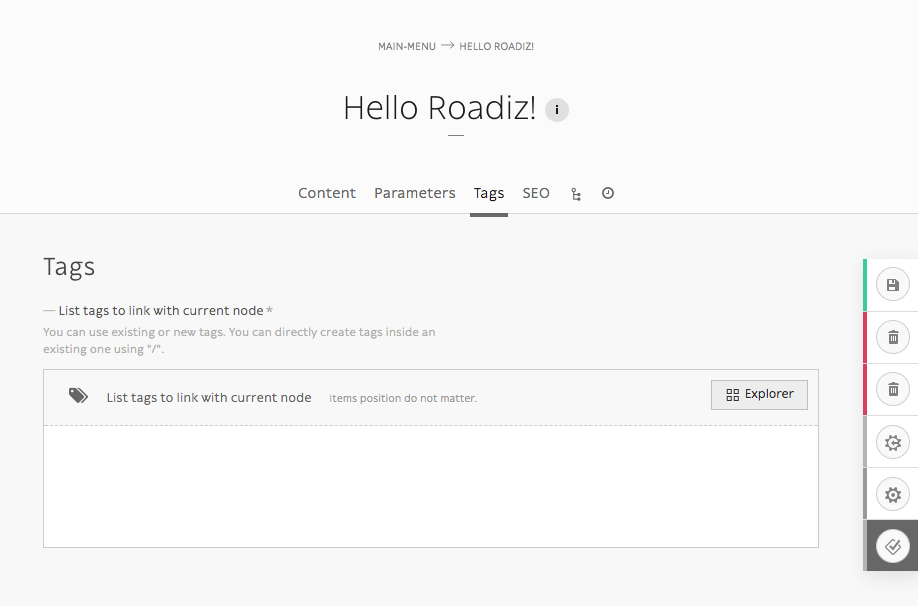 MAIN-MENU → HELLO ROADIZ!
Hello Roadiz! i
Content Parameters Tags SEO
Tags
— List tags to link with current node *
You can use existing or new tags. You can directly create tags inside an
existing one using "/".
List tags to link with current node Items position do not matter. Explorer